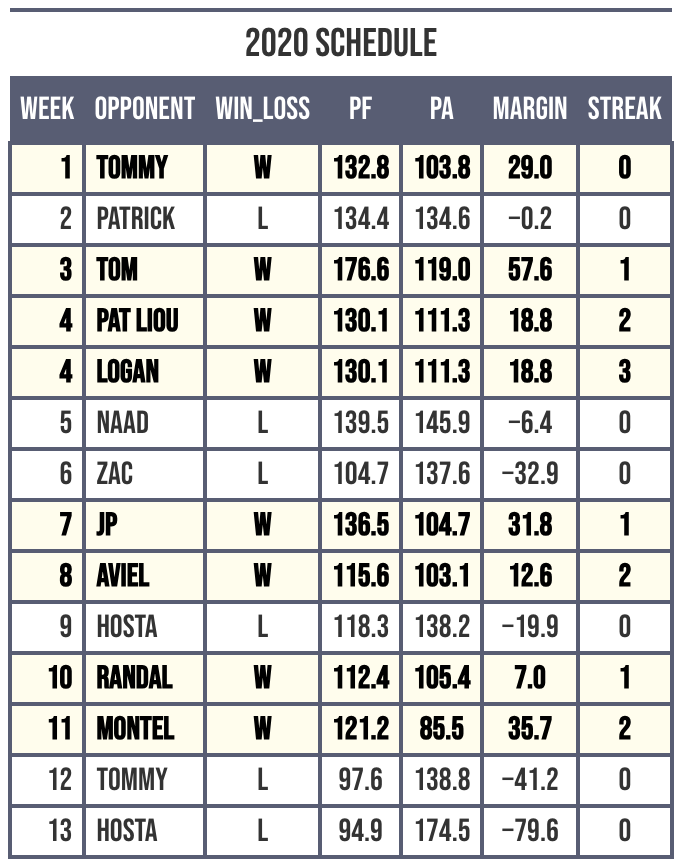 2020 SCHEDULE
WEEK OPPONENT WIN_LOSS PF PA MARGIN STREAK
1 TOMMY W 132.8 103.8 29.0 0
2 PATRICK L 134.4 134.6 −0.2 0
3 TOM W 176.6 119.0 57.6 1
4 PAT LIOU W 130.1 111.3 18.8 2
4 LOGAN W 130.1 111.3 18.8 3
5 NAAD L 139.5 145.9 −6.4 0
6 ZAC L 104.7 137.6 −32.9 0
7 JP W 136.5 104.7 31.8 1
8 AVIEL W 115.6 103.1 12.6 2
9 HOSTA L 118.3 138.2 −19.9 0
10 RANDAL W 112.4 105.4 7.0 1
11 MONTEL W 121.2 85.5 35.7 2
12 TOMMY L 97.6 138.8 −41.2 0
13 HOSTA L 94.9 174.5 −79.6 0